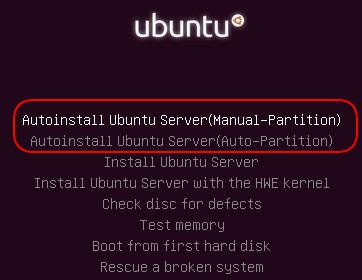 ubuntu
Autoinstall Ubuntu Server(Manual-Partition)
Autoinstall Ubuntu Server(Auto-Partition)
Install Ubuntu Server
Install Ubuntu Server with the HWE kernel
Check disc for defects
Test memory
Boot from first hard disk
Rescue a broken system